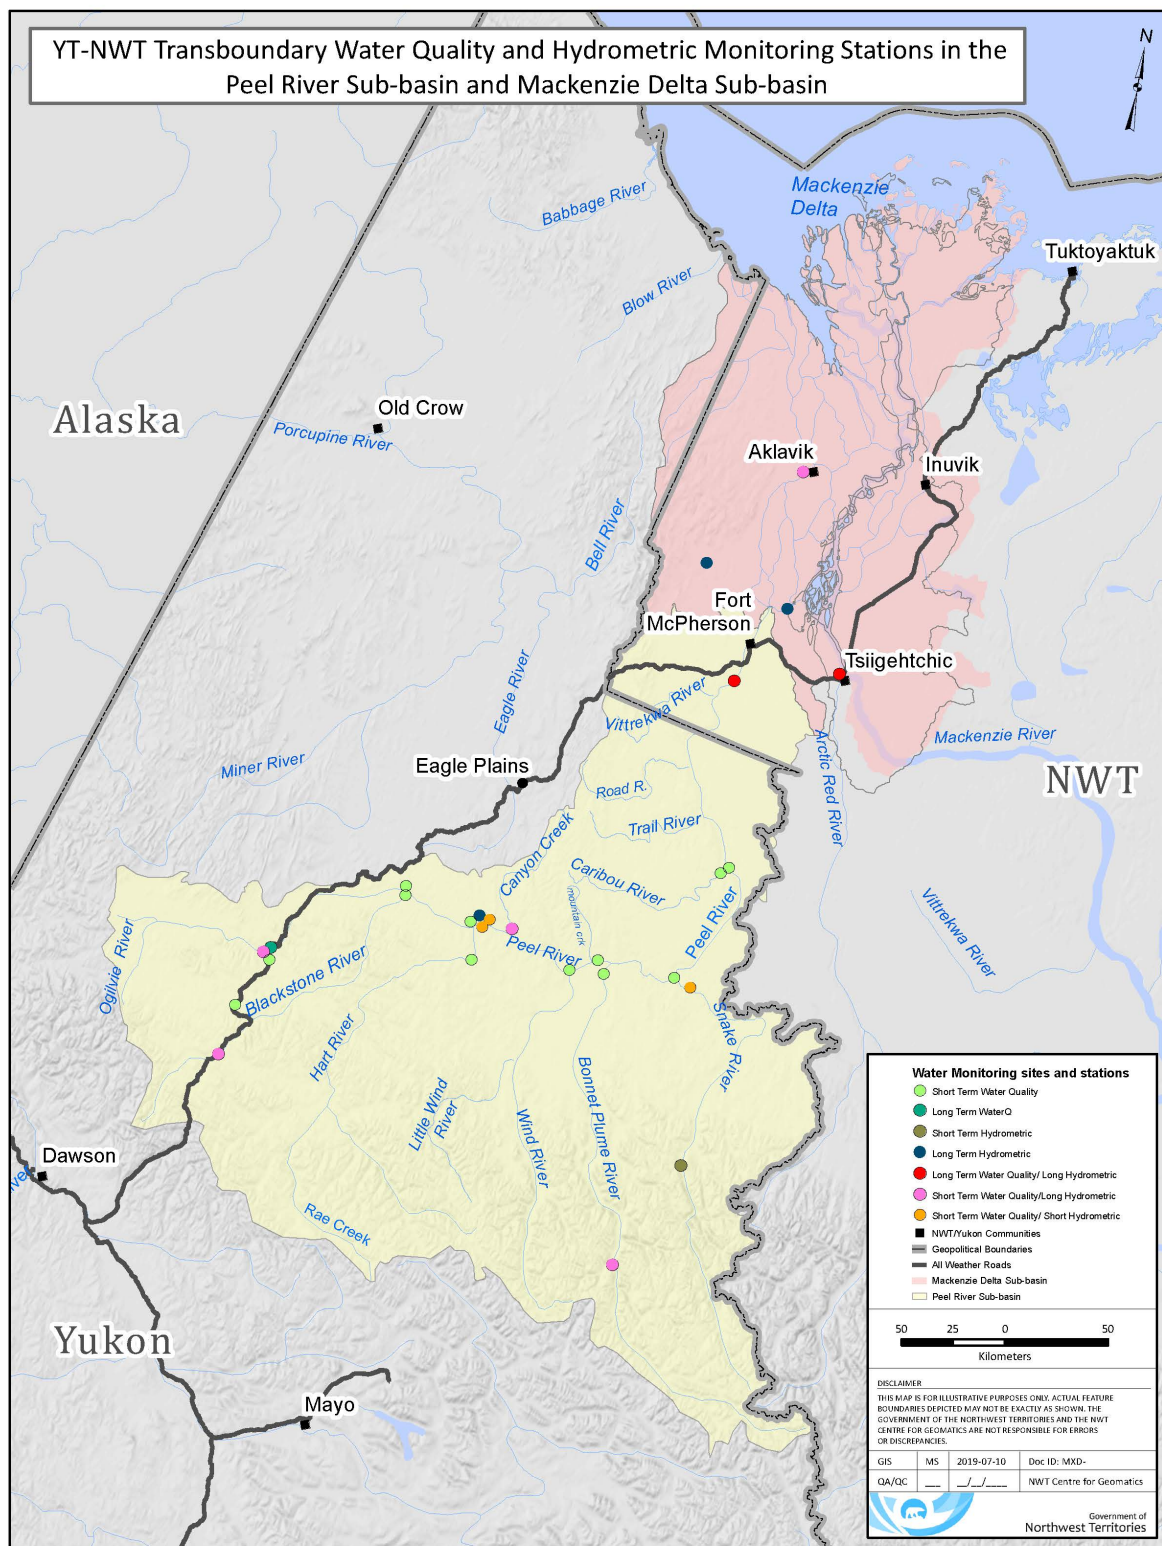 YT-NWT Transboundary Water Quality and Hydrometric Monitoring Stations in the
Peel River Sub-basin and Mackenzie Delta Sub-basin
N
Mackenzie
Delta
Babbage River
Tuktoyaktuk
Blow River
Alaska
Old Crow
Porcupine River
Aklavik
Inuvik
Bell River
Fort
McPherson
Tsiigehtchic
Eagle River
Vittrekwa River
Mackenzie River
Arctic Red River
Miner River
Eagle Plains
NWT
Road R.
Trail River
Canyon Creek
Caribou River
mountain crk
Peel River
Vittrekwa River
Ogilvie River
Peel River
Blackstone River
Snake River
Hart River
Bonnet Plume River
Little Wind
River
Wind River
Dawson
iver
Rae Creek
Yukon
Mayo
Water Monitoring sites and stations
Short Term Water Quality
Long Term WaterQ
Short Term Hydrometric
Long Term Hydrometric
Long Term Water Quality/ Long Hydrometric
Short Term Water Quality/Long Hydrometric
Short Term Water Quality/ Short Hydrometric
NWT/Yukon Communities
Geopolitical Boundaries
All Weather Roads
Mackenzie Delta Sub-basin
Peel River Sub-basin
50 25 0 50
Kilometers
DISCLAIMER
THIS MAP IS FOR ILLUSTRATIVE PURPOSES ONLY. ACTUAL FEATURE
BOUNDARIES DEPICTED MAY NOT BE EXACTLY AS SHOWN. THE
GOVERNMENT OF THE NORTHWEST TERRITORIES AND THE NWT
CENTRE FOR GEOMATICS ARE NOT RESPONSIBLE FOR ERRORS
OR DISCREPANCIES.
GIS MS 2019-07-10 Doc ID: MXD-
QA/QC ___ __/__/____ NWT Centre for Geomatics
Government of
Northwest Territories